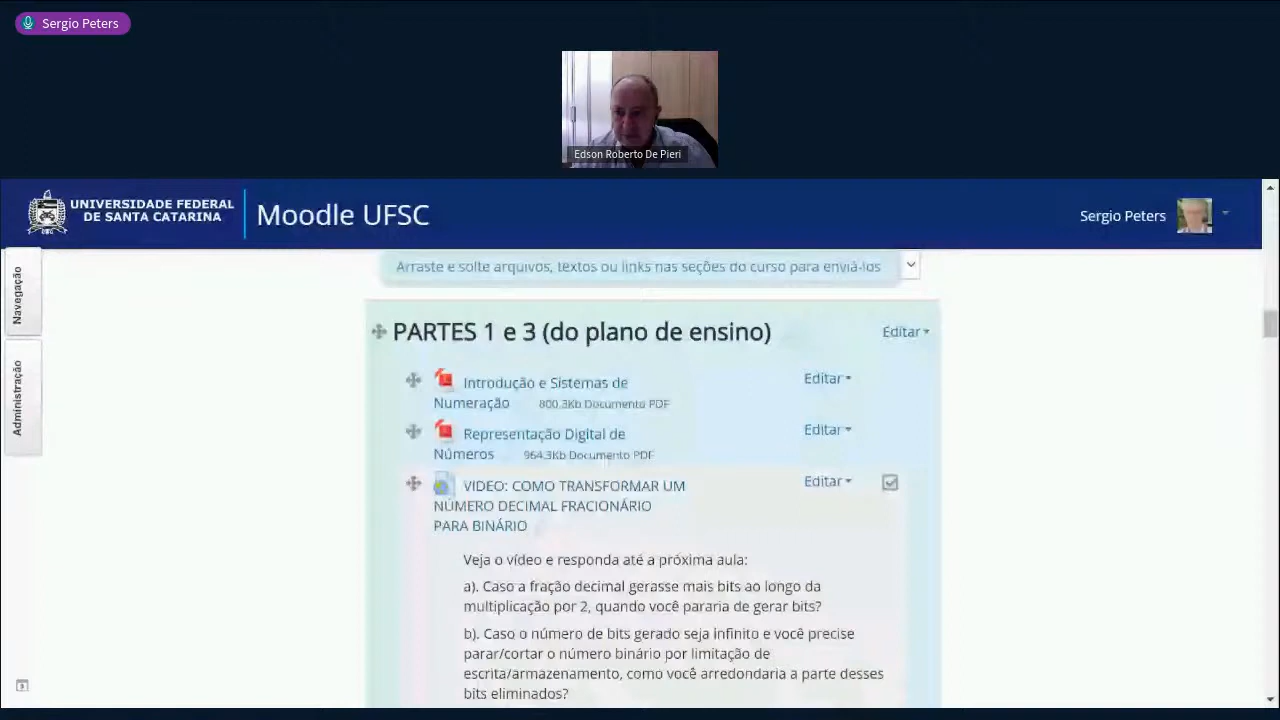 Sergio Peters
Edson Roberto De Pieri
UNIVERSIDADE FEDERAL
DE SANTA CATARINA
Moodle UFSC
Sergio Peters
Navegação
Administração
Arraste e solte arquivos, textos ou links nas seções do curso para enviá-los
PARTES 1 e 3 (do plano de ensino)
Editar
Introdução e Sistemas de
Numeração 800.3Kb Documento PDF
Editar
Representação Digital de
Números 964.3Kb Documento PDF
Editar
VIDEO: COMO TRANSFORMAR UM
NÚMERO DECIMAL FRACIONÁRIO
PARA BINÁRIO
Editar
Veja o vídeo e responda até a próxima aula:
a). Caso a fração decimal gerasse mais bits ao longo da
multiplicação por 2, quando você pararia de gerar bits?
b). Caso o número de bits gerado seja infinito e você precise
parar/cortar o número binário por limitação de
escrita/armazenamento, como você arredondaria a parte desses
bits eliminados?